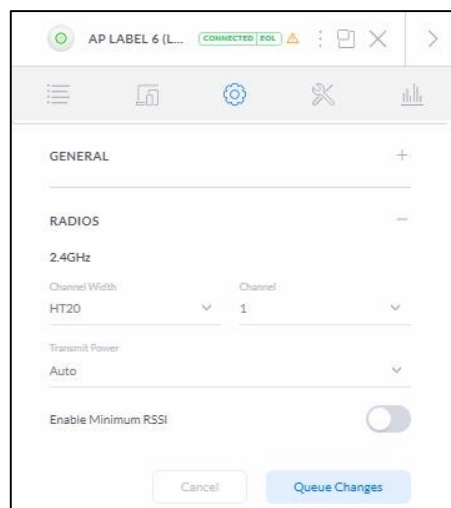 AP LABEL 6 (L... CONNECTED EOL
GENERAL
RADIOS
2.4GHz
Channel Width Channel
HT20 1
Transmit Power
Auto
Enable Minimum RSSI
Cancel Queue Changes